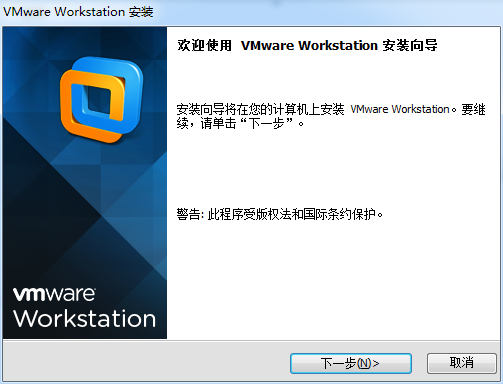 VMware Workstation 安装
欢迎使用 VMware Workstation 安装向导
安装向导将在您的计算机上安装 VMware Workstation。要继
续，请单击“下一步”。
警告: 此程序受版权法和国际条约保护。
vmware
Workstation
下一步(N)>
取消